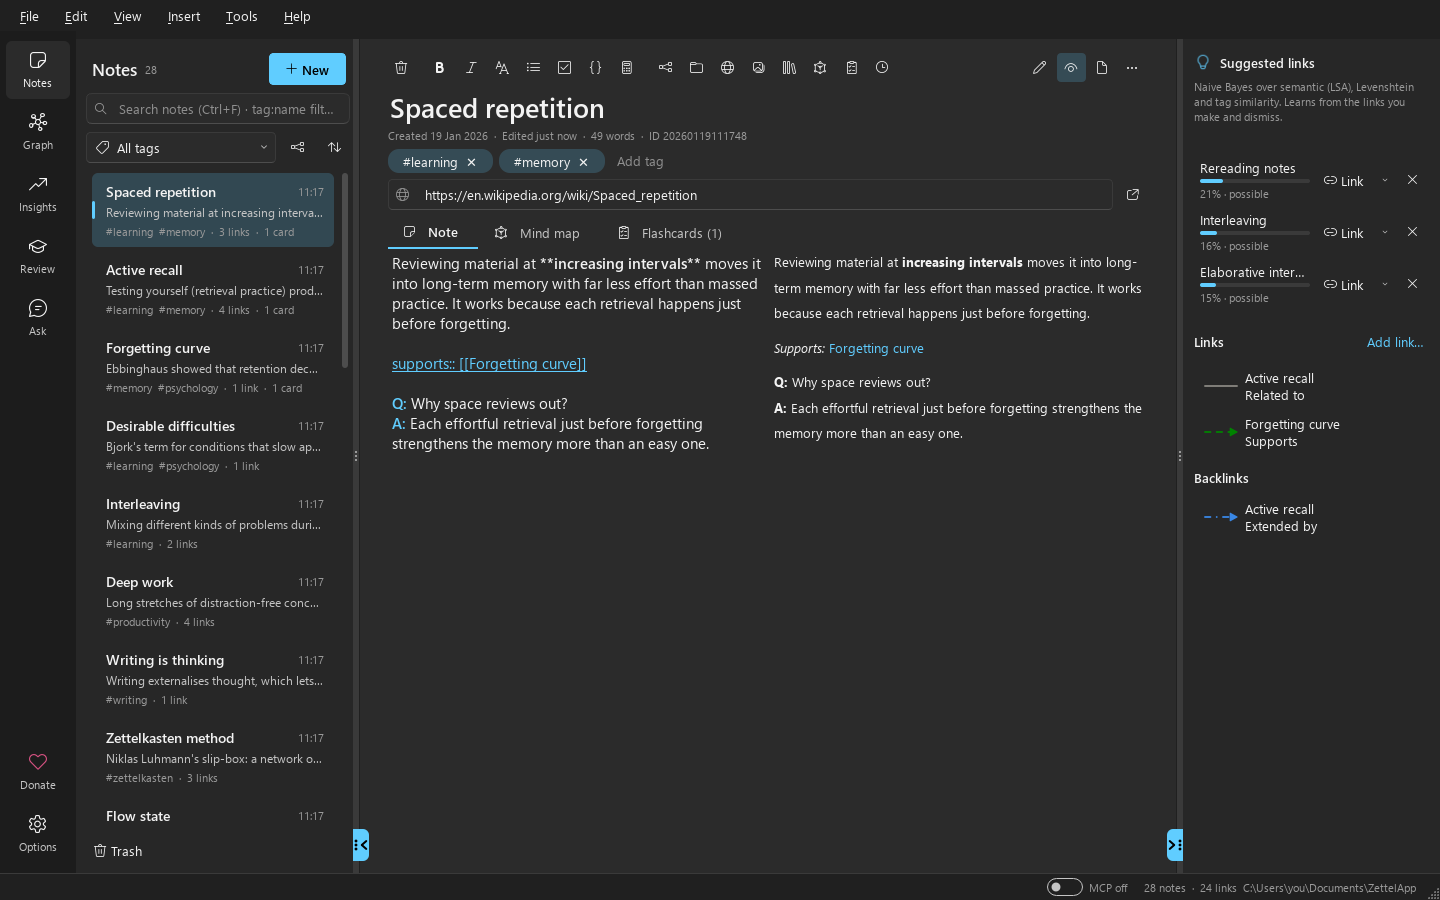 File Edit View Insert Tools Help
Notes
Graph
Insights
Review
Ask
Donate
Options
Notes 28
New
Search notes (Ctrl+F) · tag:name filt...
All tags
Spaced repetition 11:17
Reviewing material at increasing interva...
#learning #memory · 3 links · 1 card
Active recall 11:17
Testing yourself (retrieval practice) prod...
#learning #memory · 4 links · 1 card
Forgetting curve 11:17
Ebbinghaus showed that retention dec...
#memory #psychology · 1 link · 1 card
Desirable difficulties 11:17
Bjork's term for conditions that slow ap...
#learning #psychology · 1 link
Interleaving 11:17
Mixing different kinds of problems duri...
#learning · 2 links
Deep work 11:17
Long stretches of distraction-free conc...
#productivity · 4 links
Writing is thinking 11:17
Writing externalises thought, which lets...
#writing · 1 link
Zettelkasten method 11:17
Niklas Luhmann's slip-box: a network o...
#zettelkasten · 3 links
Flow state 11:17
Trash
Spaced repetition
Created 19 Jan 2026 · Edited just now · 49 words · ID 20260119111748
#learning #memory Add tag
https://en.wikipedia.org/wiki/Spaced_repetition
Note Mind map Flashcards (1)
Reviewing material at **increasing intervals** moves it
into long-term memory with far less effort than massed
practice. It works because each retrieval happens just
before forgetting.
supports:: [[Forgetting curve]]
Q: Why space reviews out?
A: Each effortful retrieval just before forgetting
strengthens the memory more than an easy one.
Reviewing material at increasing intervals moves it into long-
term memory with far less effort than massed practice. It works
because each retrieval happens just before forgetting.
Supports: Forgetting curve
Q: Why space reviews out?
A: Each effortful retrieval just before forgetting strengthens the
memory more than an easy one.
Suggested links
Naive Bayes over semantic (LSA), Levenshtein
and tag similarity. Learns from the links you
make and dismiss.
Rereading notes
Link
21% · possible
Interleaving
Link
16% · possible
Elaborative inter...
Link
15% · possible
Links Add link...
Active recall
Related to
Forgetting curve
Supports
Backlinks
Active recall
Extended by
MCP off 28 notes · 24 links C:\Users\you\Documents\ZettelApp